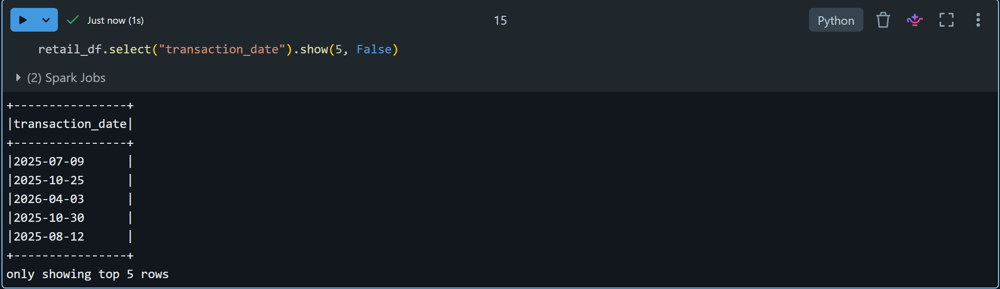 Just now (1s)
15
Python
retail_df.select("transaction_date").show(5, False)
(2) Spark Jobs
+----------------+
|transaction_date|
+----------------+
|2025-07-09      |
|2025-10-25      |
|2026-04-03      |
|2025-10-30      |
|2025-08-12      |
+----------------+
only showing top 5 rows